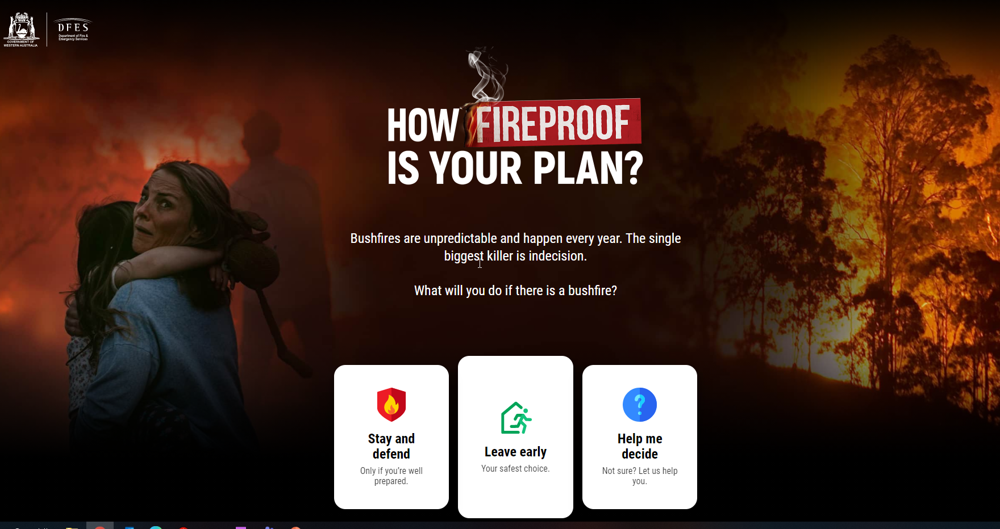 GOVERNMENT OF
WESTERN AUSTRALIA
DFES
Department of Fire &
Emergency Services
HOW FIREPROOF
IS YOUR PLAN?
Bushfires are unpredictable and happen every year. The single
biggest killer is indecision.
What will you do if there is a bushfire?
Stay and
defend
Only if you’re well
prepared.
Leave early
Your safest choice.
Help me
decide
Not sure? Let us help
you.